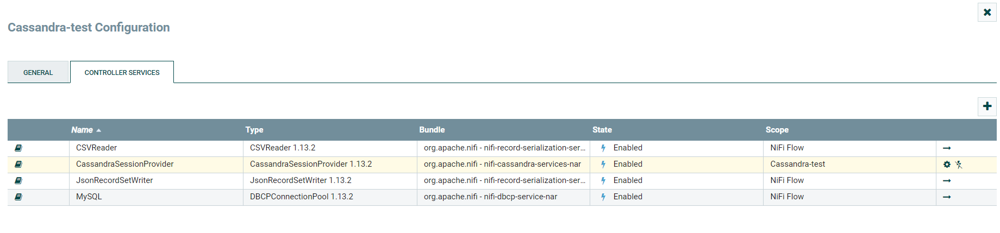 Cassandra-test Configuration
GENERAL CONTROLLER SERVICES
Name Type Bundle State Scope
CSVReader CSVReader 1.13.2 org.apache.nifi - nifi-record-serialization-ser... Enabled NiFi Flow
CassandraSessionProvider CassandraSessionProvider 1.13.2 org.apache.nifi - nifi-cassandra-services-nar Enabled Cassandra-test
JsonRecordSetWriter JsonRecordSetWriter 1.13.2 org.apache.nifi - nifi-record-serialization-ser... Enabled NiFi Flow
MySQL DBCPConnectionPool 1.13.2 org.apache.nifi - nifi-dbcp-service-nar Enabled NiFi Flow